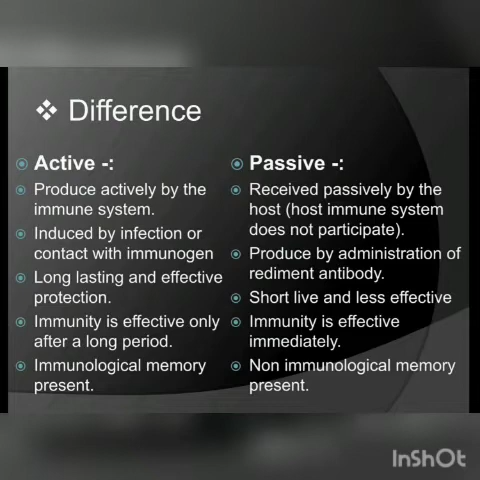 ❖ Difference
Active -:
Produce actively by the
immune system.
Induced by infection or
contact with immunogen
Long lasting and effective
protection.
Immunity is effective only
after a long period.
Immunological memory
present.
Passive -:
Received passively by the
host (host immune system
does not participate).
Produce by administration of
rediment antibody.
Short live and less effective
Immunity is effective
immediately.
Non immunological memory
present.
InShOt